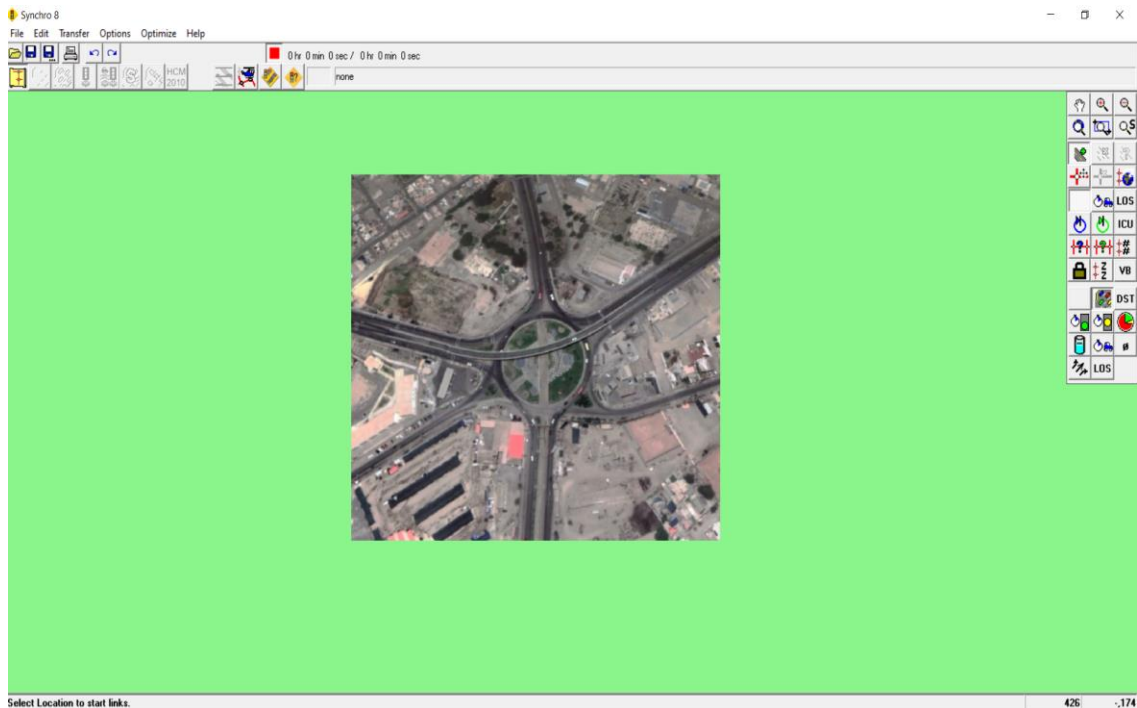 Synchro 8
File Edit Transfer Options Optimize Help
0 hr 0 min 0 sec / 0 hr 0 min 0 sec
HCM 2010
none
S
LOS
ICU
#
#
Z
Z
VB
DST
LOS
Select Location to start links.
426 -,174